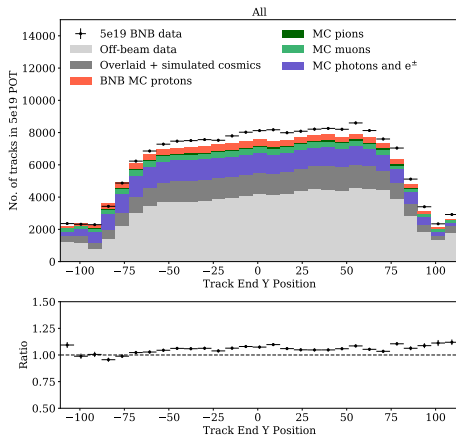 All
5e19 BNB data
Off-beam data
Overlaid + simulated cosmics
BNB MC protons
MC pions
MC muons
MC photons and e±
No. of tracks in 5e19 POT
14000
12000
10000
8000
6000
4000
2000
0
−100 −75 −50 −25 0 25 50 75 100
Track End Y Position
Ratio
1.50
1.25
1.00
0.75
0.50
−100 −75 −50 −25 0 25 50 75 100
Track End Y Position